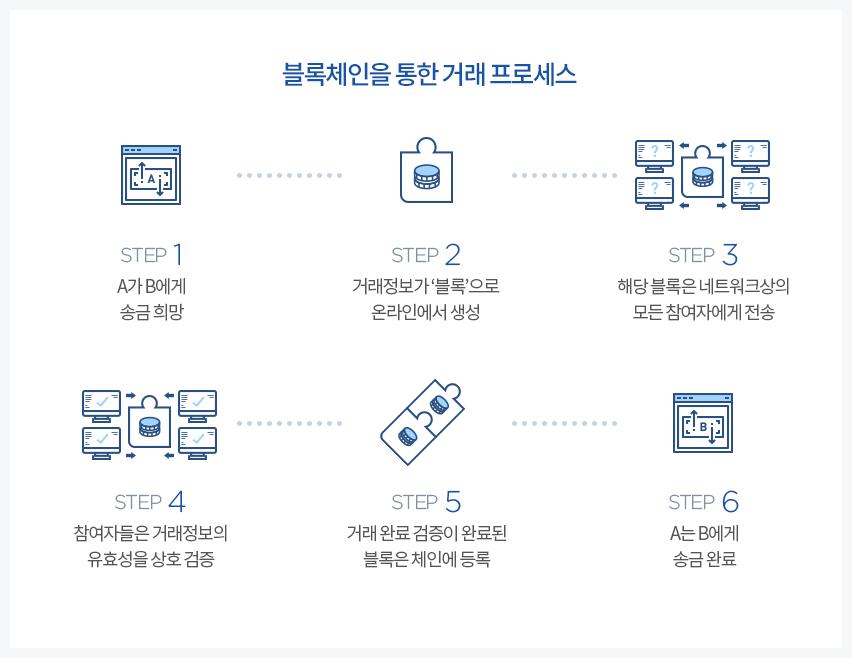 블록체인을 통한 거래 프로세스
A
STEP 1
A가 B에게
송금 희망
STEP 2
거래정보가 ‘블록’으로
온라인에서 생성
? ?
? ?
STEP 3
해당 블록은 네트워크상의
모든 참여자에게 전송
STEP 4
참여자들은 거래정보의
유효성을 상호 검증
STEP 5
거래 완료 검증이 완료된
블록은 체인에 등록
B
STEP 6
A는 B에게
송금 완료